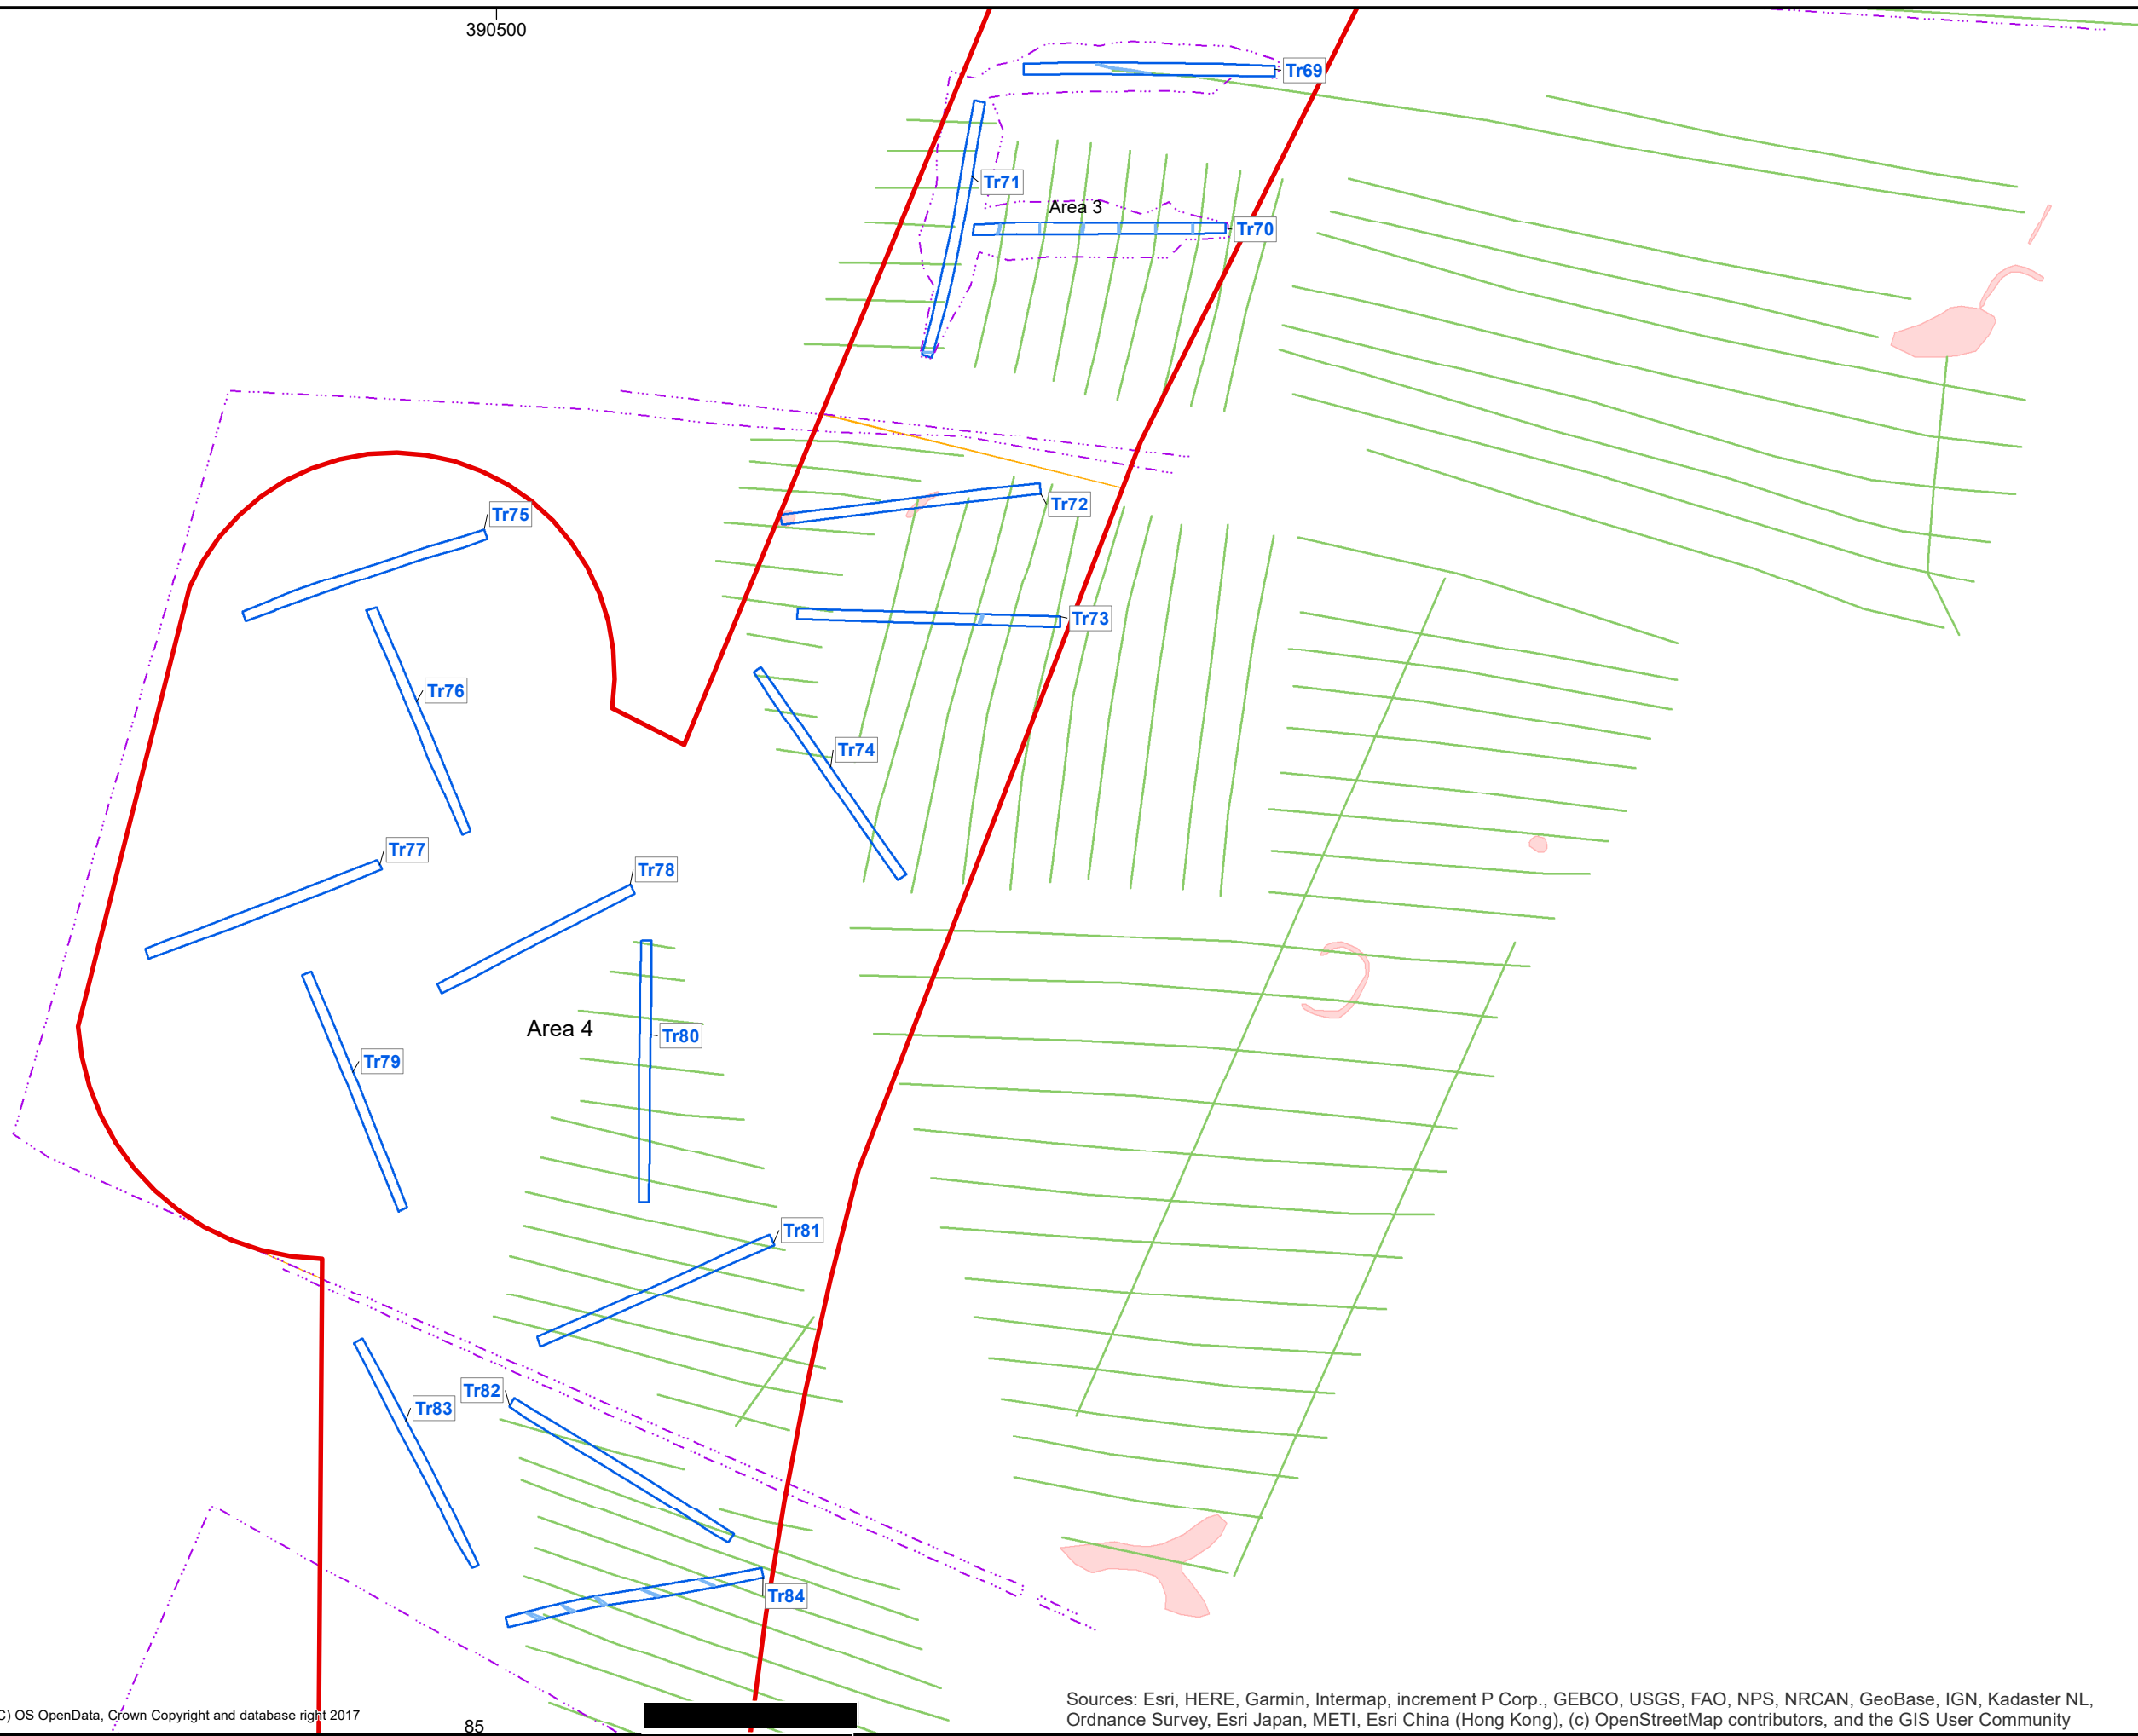 390500
Tr69
Tr71
Area 3
Tr70
Tr72
Tr75
Tr73
Tr76
Tr74
Tr77
Tr78
Area 4
Tr80
Tr79
Tr81
Tr82
Tr83
Tr84
Sources: Esri, HERE, Garmin, Intermap, increment P Corp., GEBCO, USGS, FAO, NPS, NRCAN, GeoBase, IGN, Kadaster NL,
Ordnance Survey, Esri Japan, METI, Esri China (Hong Kong), (c) OpenStreetMap contributors, and the GIS User Community
C) OS OpenData, Crown Copyright and database right 2017
85